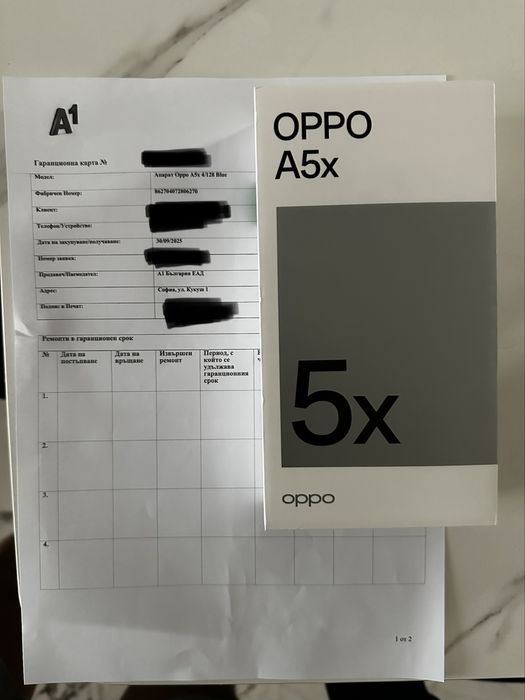 A1
Гаранционна карта №
Модел: Апарат Oppo A5x 4/128 Blue
Фабричен Номер: 862704072806270
Клиент:
Телефон/Устройство:
Дата на закупуване/получаване: 30/09/2025
Номер заявка:
Продавач/Наемодател: А1 България ЕАД
Адрес: София, ул. Кукуш 1
Подпис и Печат:
Ремонти в гаранционен срок
№ Дата на постъпване Дата на връщане Извършен ремонт Период, с който се удължава гаранционния срок
1.
2.
3.
4.
1 от 2
OPPO
A5x
5x
oppo